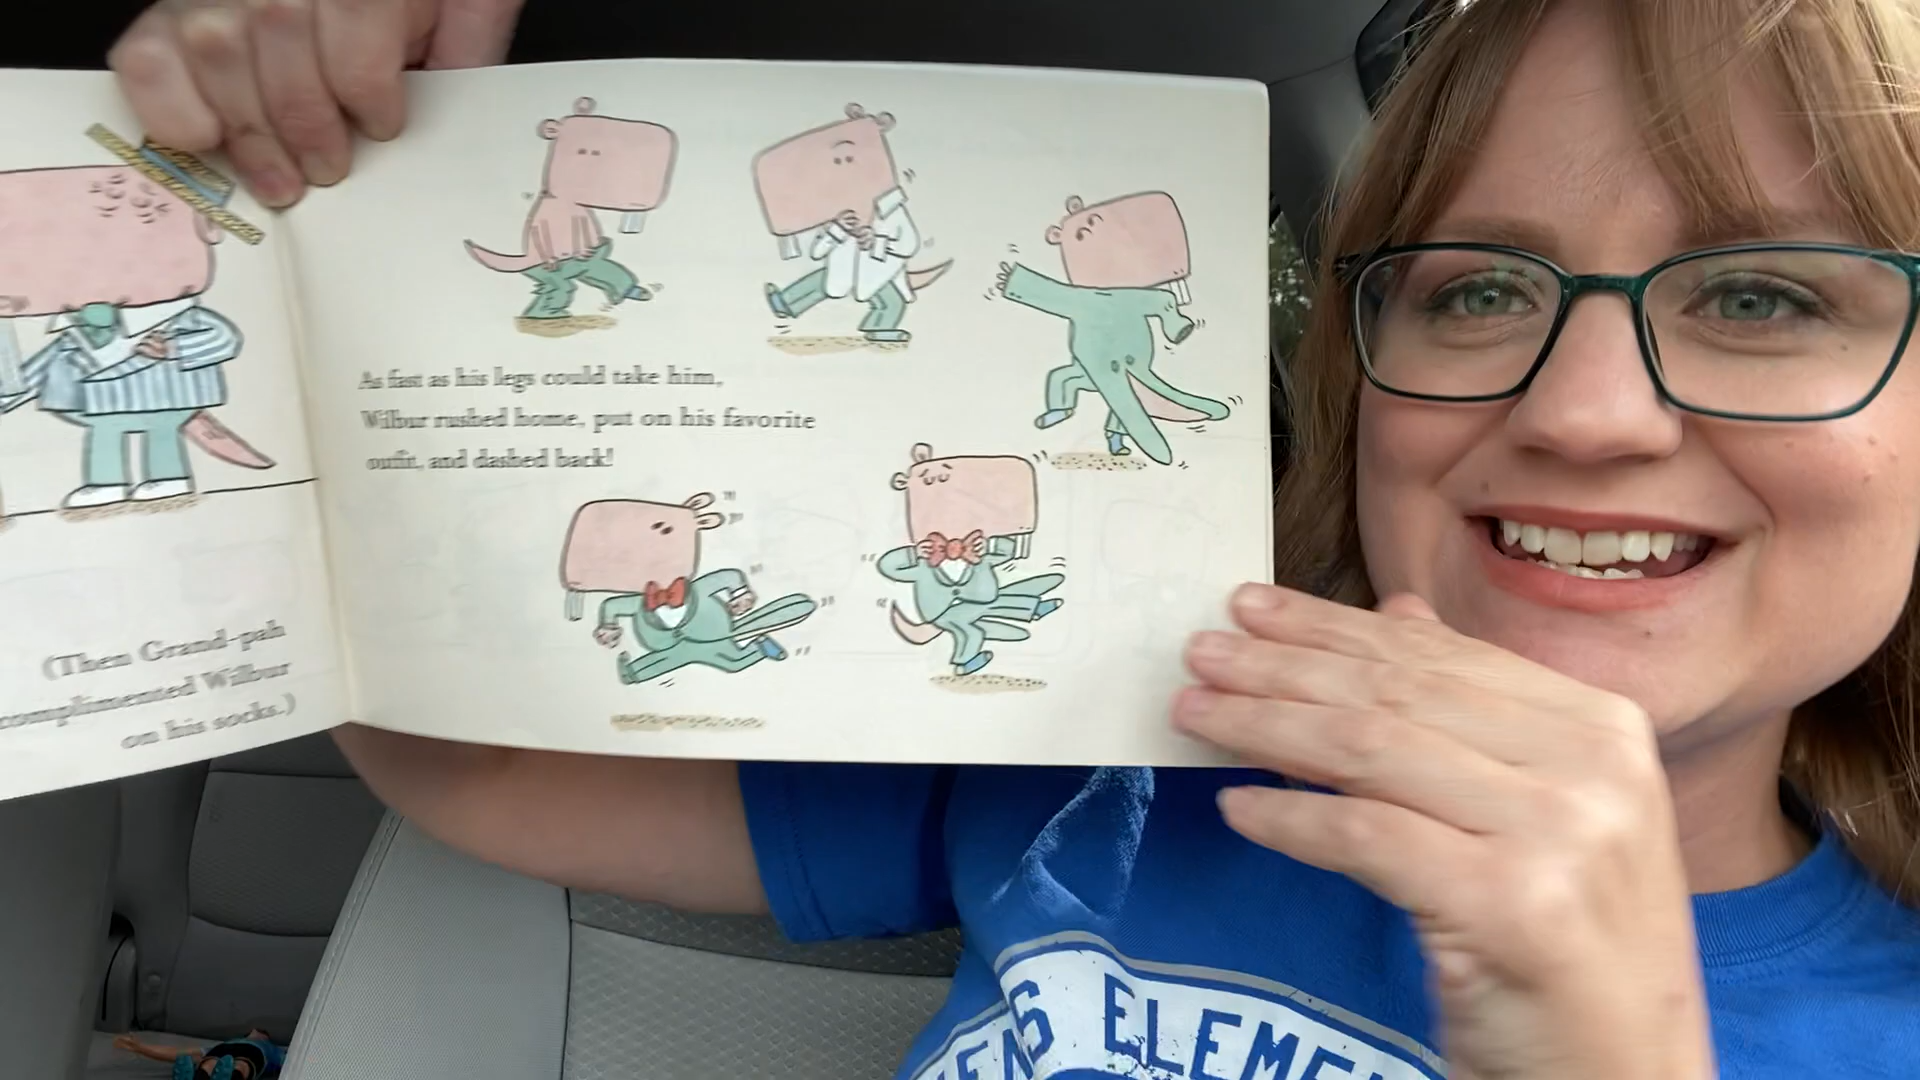 (Then Grand-pah
complimented Wilbur
on his socks.)
As fast as his legs could take him,
Wilbur rushed home, put on his favorite
outfit, and dashed back!